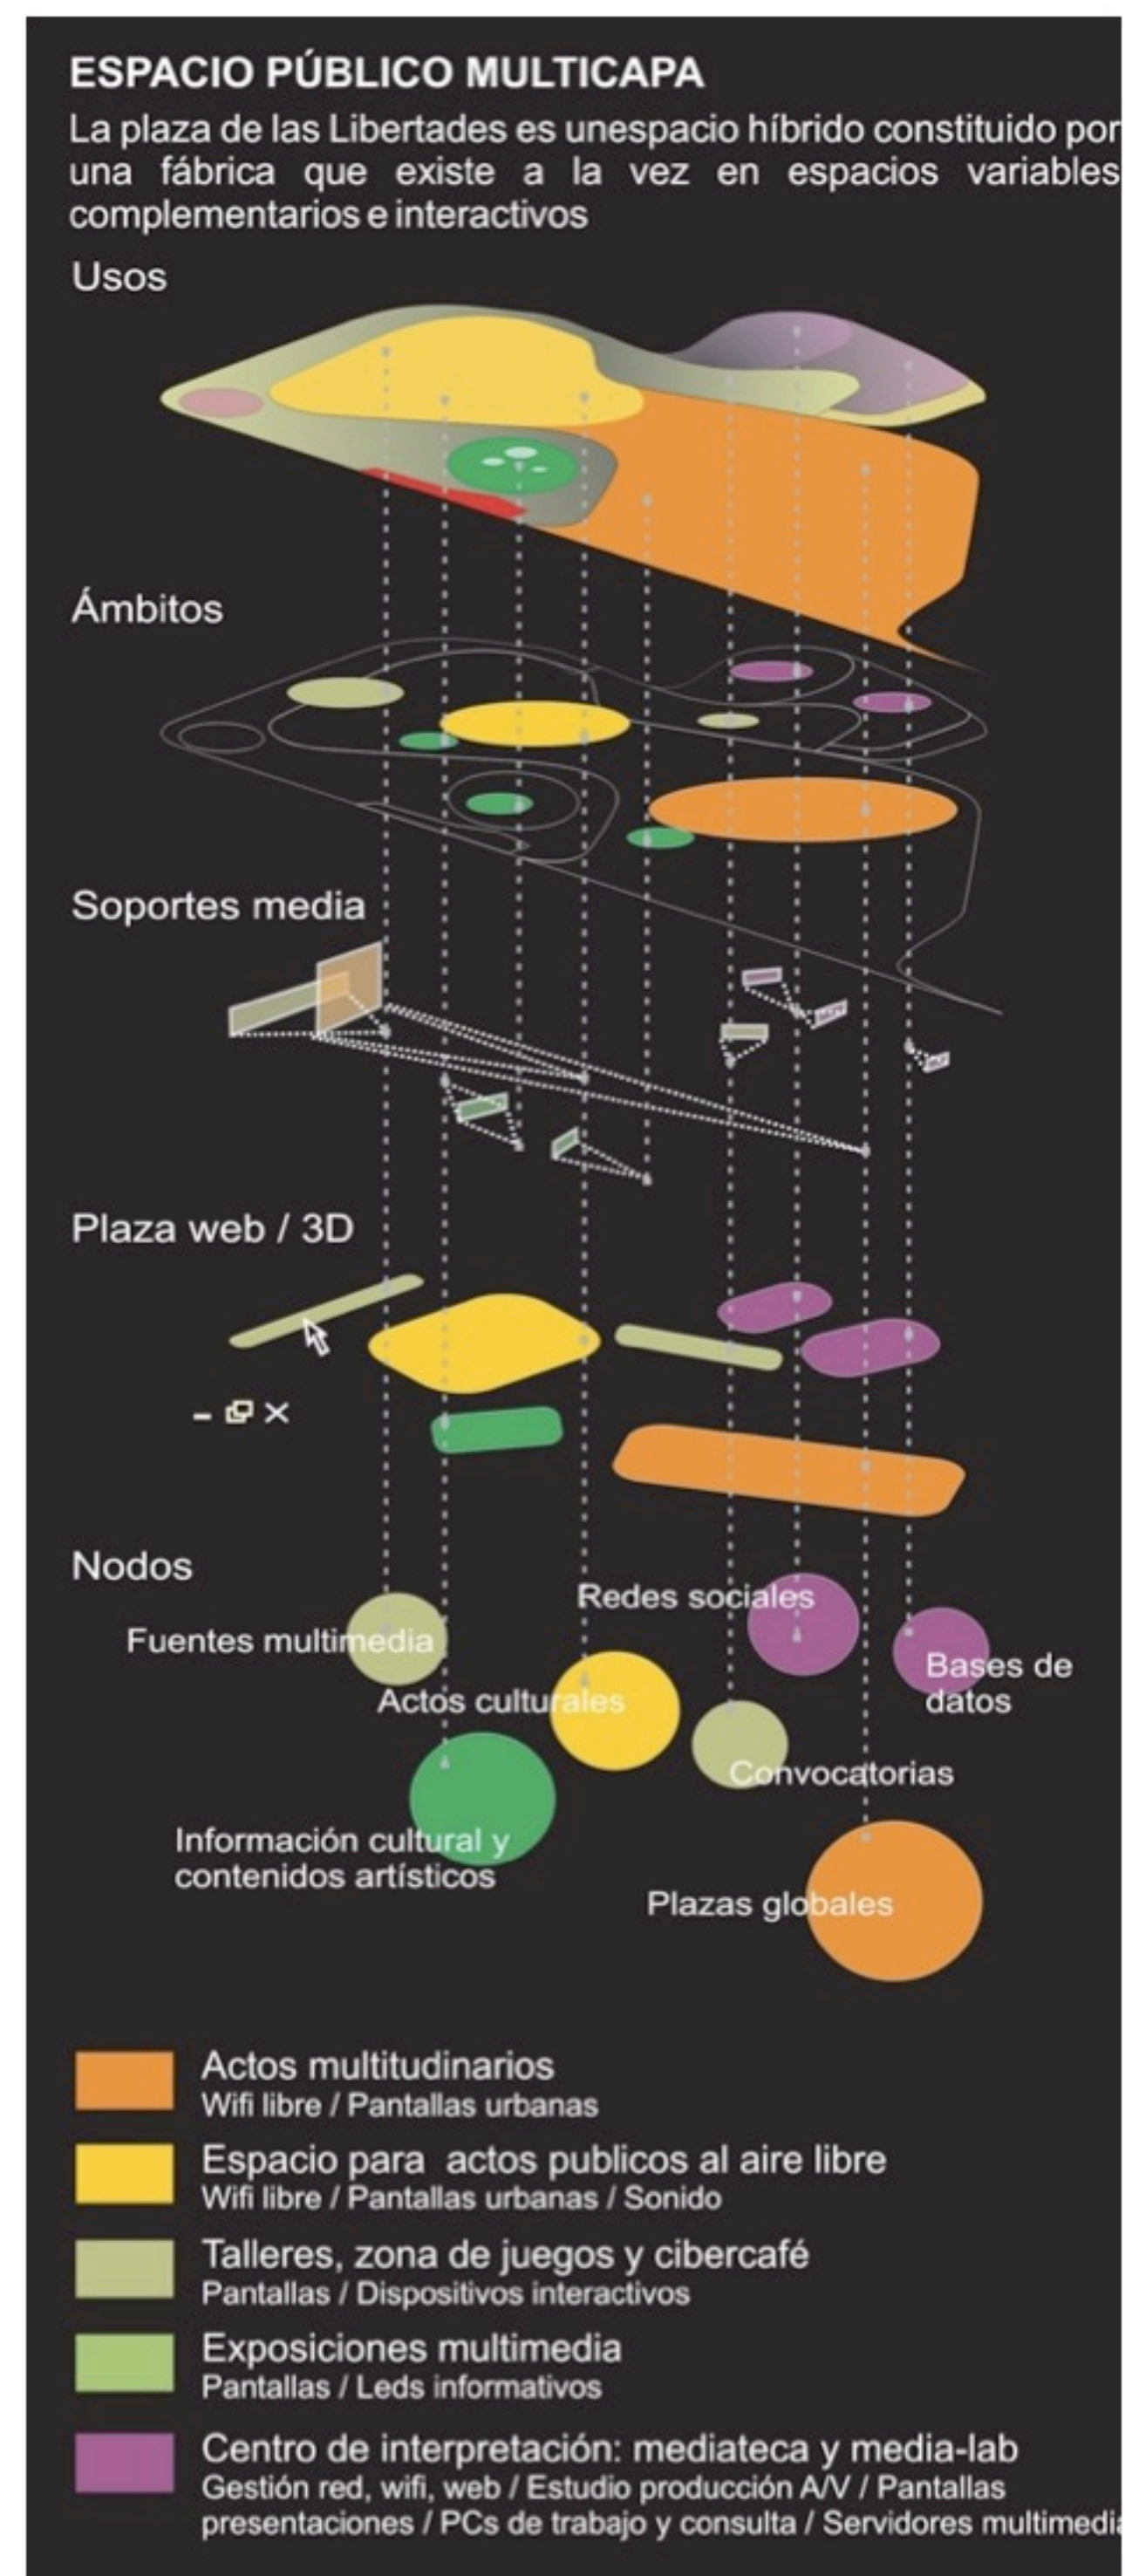 ESPACIO PÚBLICO MULTICAPA
La plaza de las Libertades es unespacio híbrido constituido por
una fábrica que existe a la vez en espacios variables
complementarios e interactivos
Usos
Ámbitos
Soportes media
Plaza web / 3D
Nodos
Redes sociales
Fuentes multimedia
Bases de
datos
Actos culturales
Convocatorias
Información cultural y
contenidos artísticos
Plazas globales
Actos multitudinarios
Wifi libre / Pantallas urbanas
Espacio para actos publicos al aire libre
Wifi libre / Pantallas urbanas / Sonido
Talleres, zona de juegos y cibercafé
Pantallas / Dispositivos interactivos
Exposiciones multimedia
Pantallas / Leds informativos
Centro de interpretación: mediateca y media-lab
Gestión red, wifi, web / Estudio producción A/V / Pantallas
presentaciones / PCs de trabajo y consulta / Servidores multimedia